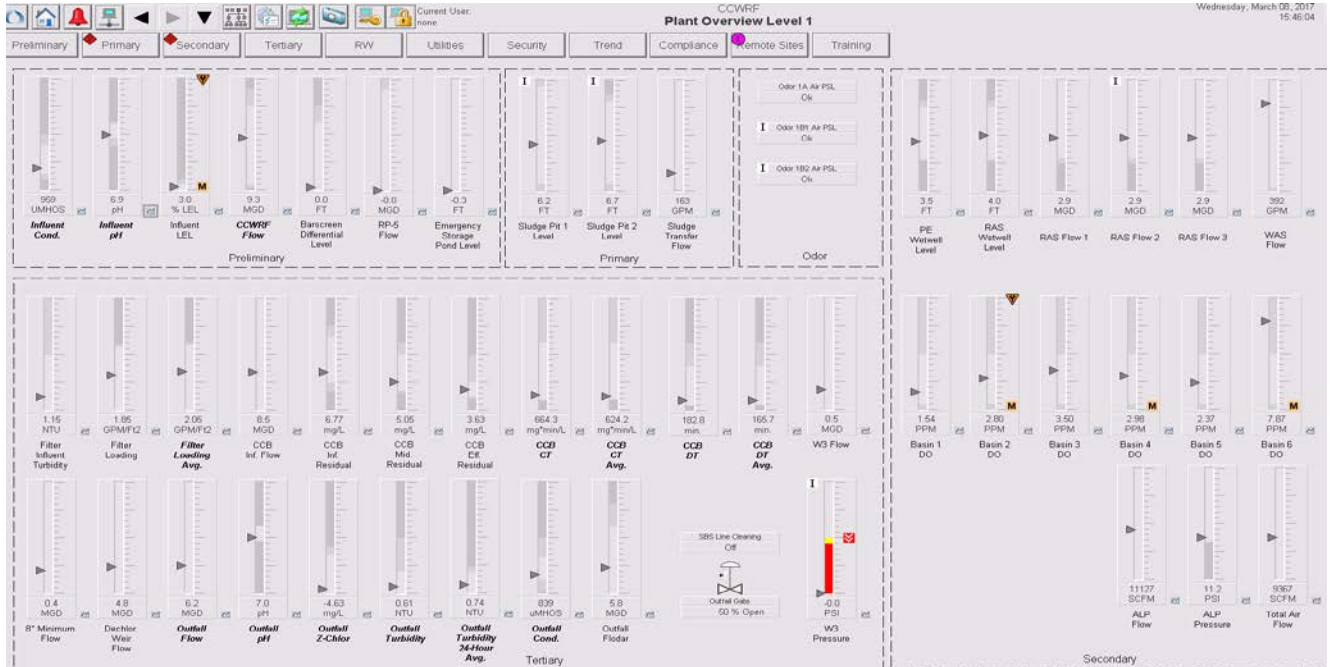 Current User:
none
CCWRF
Plant Overview Level 1
Wednesday, March 08, 2017
15:46:04
Preliminary
Primary
Secondary
Tertiary
RW
Utilities
Security
Trend
Compliance
Remote Sites
Training
959
UMHOS
Influent
Cond.
6.9
pH
Influent
pH
M
3.0
% LEL
Influent
LEL
9.3
MGD
CCWRF
Flow
0.0
FT
Barscreen
Differential
Level
-0.0
MGD
RP-5
Flow
-0.3
FT
Emergency
Storage
Pond Level
Preliminary
I
6.2
FT
Sludge Pit 1
Level
I
6.7
FT
Sludge Pit 2
Level
163
GPM
Sludge
Transfer
Flow
Primary
Odor 1A Air PSL
Ok
I
Odor 1B1 Air PSL
Ok
I
Odor 1B2 Air PSL
Ok
Odor
3.5
FT
PE
Wetwell
Level
4.0
FT
RAS
Wetwell
Level
2.9
MGD
RAS Flow 1
I
2.9
MGD
RAS Flow 2
2.9
MGD
RAS Flow 3
392
GPM
WAS
Flow
1.15
NTU
Filter
Influent
Turbidity
1.85
GPM/Ft2
Filter
Loading
2.05
GPM/Ft2
Filter
Loading
Avg.
8.5
MGD
CCB
Inf. Flow
6.77
mg/L
CCB
Inf.
Residual
5.05
mg/L
CCB
Mid.
Residual
3.63
mg/L
CCB
Eff.
Residual
664.3
mg*min/L
CCB
CT
624.2
mg*min/L
CCB
CT
Avg.
182.8
min.
CCB
DT
165.7
min.
CCB
DT
Avg.
0.5
MGD
W3 Flow
1.54
PPM
Basin 1
DO
M
2.80
PPM
Basin 2
DO
3.50
PPM
Basin 3
DO
M
2.98
PPM
Basin 4
DO
2.37
PPM
Basin 5
DO
M
7.87
PPM
Basin 6
DO
0.4
MGD
8" Minimum
Flow
4.8
MGD
Dechlor
Weir
Flow
6.2
MGD
Outfall
Flow
7.0
pH
Outfall
pH
-4.63
mg/L
Outfall
Z-Chlor
0.61
NTU
Outfall
Turbidity
0.74
NTU
Outfall
Turbidity
24-Hour
Avg.
839
uMHOS
Outfall
Cond.
5.8
MGD
Outfall
Flodar
SBS Line Cleaning
Off
Outfall Gate
50 % Open
I
-0.0
PSI
W3
Pressure
Tertiary
11127
SCFM
ALP
Flow
11.2
PSI
ALP
Pressure
9367
SCFM
Total Air
Flow
Secondary